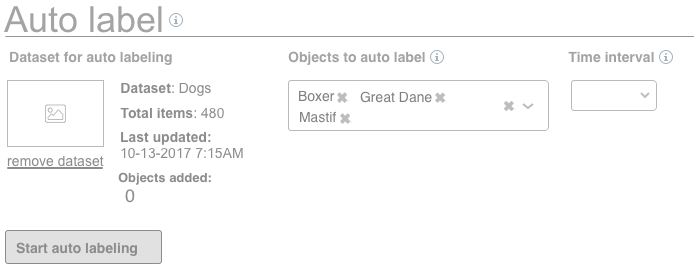 Auto label
Dataset for auto labeling
Objects to auto label
Time interval
Dataset: Dogs
Total items: 480
Last updated:
10-13-2017 7:15AM
Objects added:
0
remove dataset
Boxer Great Dane
Mastif
Start auto labeling